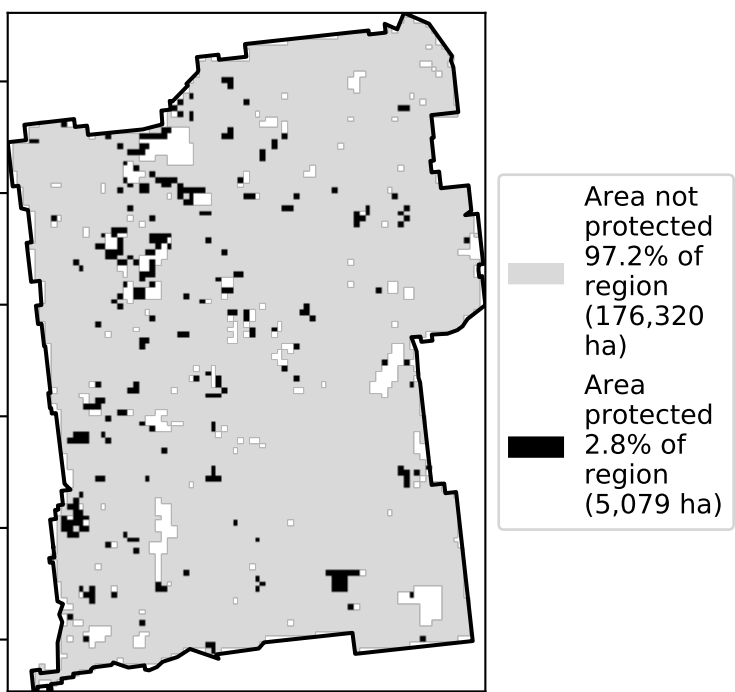 Area not
protected
97.2% of
region
(176,320
ha)
Area
protected
2.8% of
region
(5,079 ha)